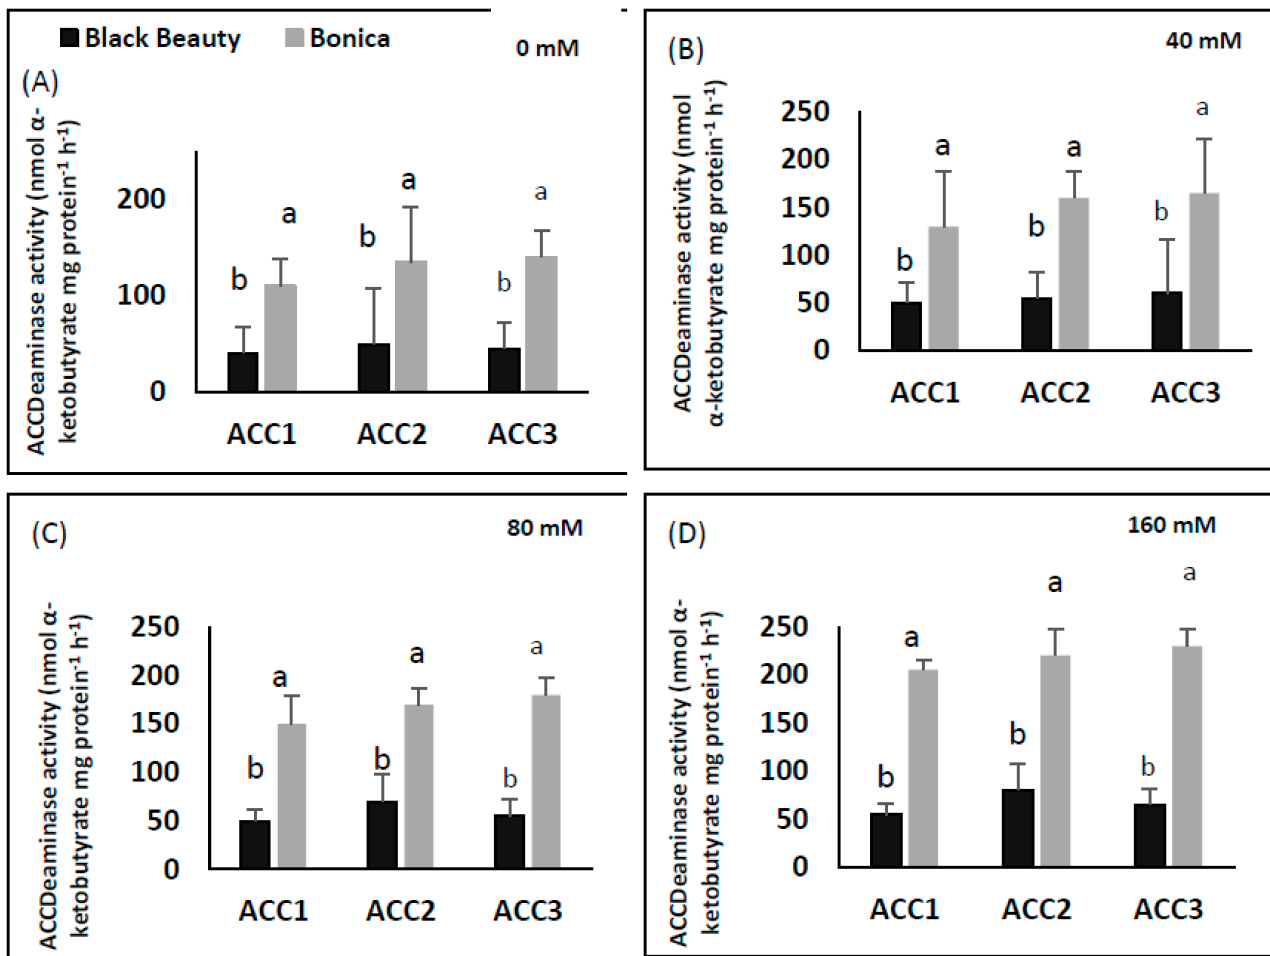 Black Beauty Bonica
0 mM
(A)
ACCDeaminase activity (nmol α-
ketobutyrate mg protein⁻¹ h⁻¹)
200
100
0
b a b a b a
ACC1 ACC2 ACC3
(B)
40 mM
ACCDeaminase activity (nmol
α-ketobutyrate mg protein⁻¹ h⁻¹)
250
200
150
100
50
0
b a b a b a
ACC1 ACC2 ACC3
(C)
80 mM
ACCDeaminase activity (nmol α-
ketobutyrate mg protein⁻¹ h⁻¹)
250
200
150
100
50
0
b a b a b a
ACC1 ACC2 ACC3
(D)
160 mM
ACCDeaminase activity (nmol α-
ketobutyrate mg protein⁻¹ h⁻¹)
250
200
150
100
50
0
b a b a b a
ACC1 ACC2 ACC3